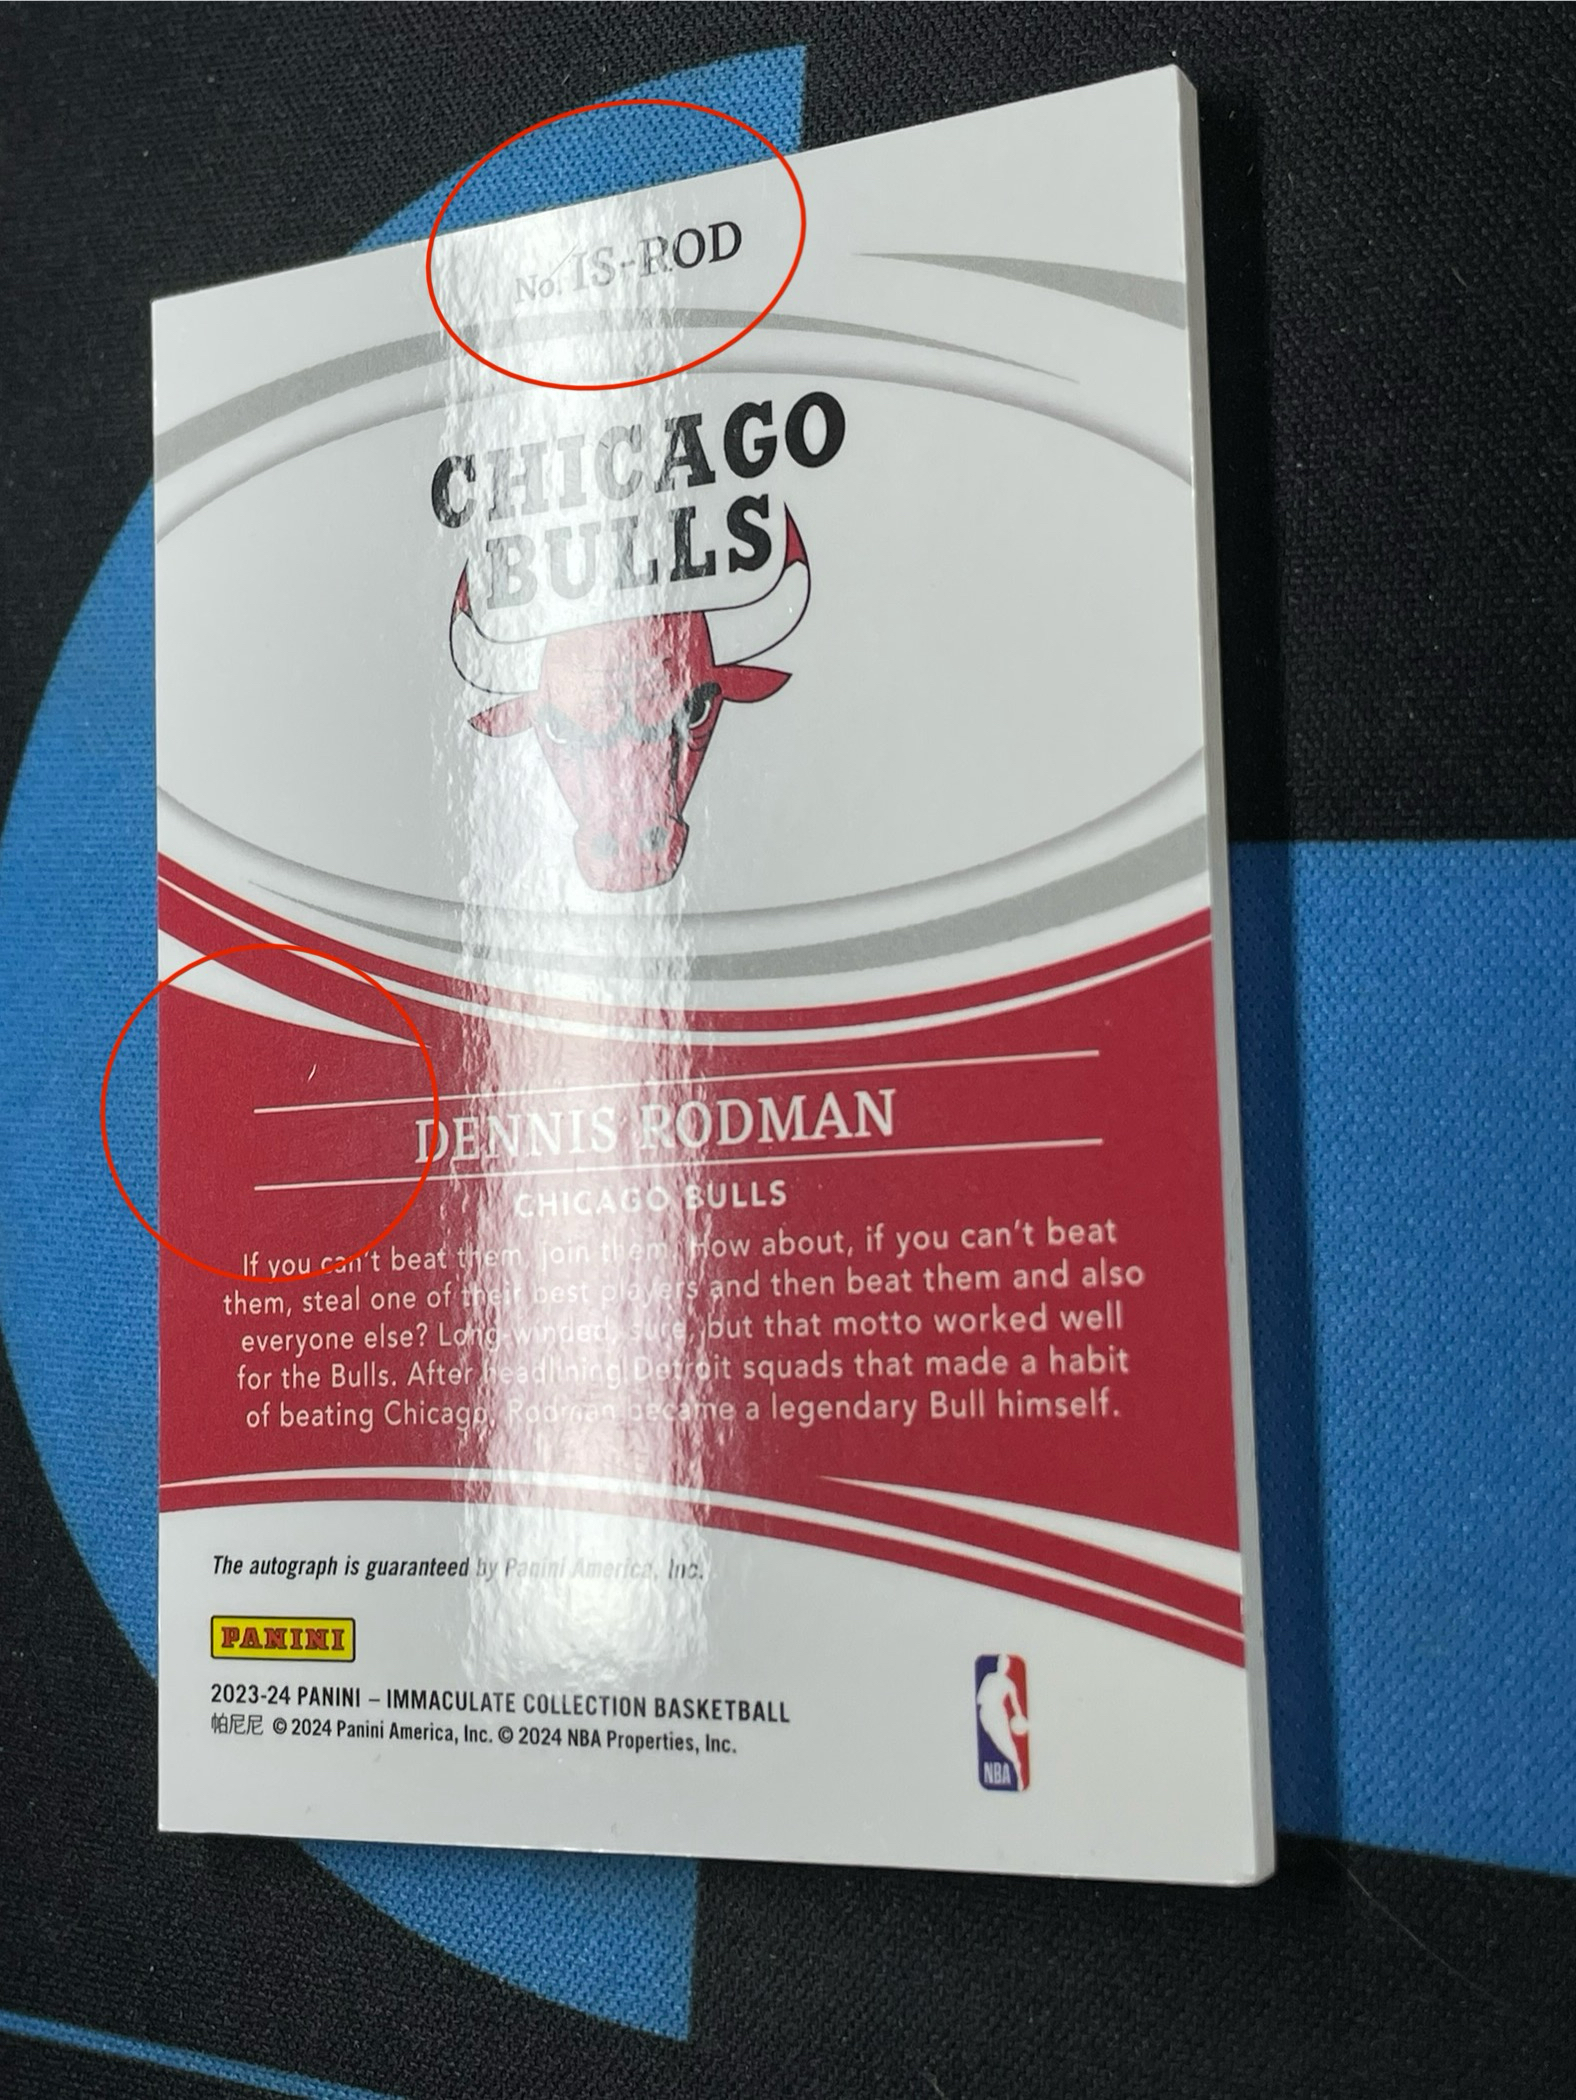 No. IS-ROD
CHICAGO
BULLS
DENNIS RODMAN
CHICAGO BULLS
If you can't beat them, join them. How about, if you can't beat
them, steal one of their best players and then beat them and also
everyone else? Long-winded, sure, but that motto worked well
for the Bulls. After headlining Detroit squads that made a habit
of beating Chicago, Rodman became a legendary Bull himself.
The autograph is guaranteed by Panini America, Inc.
PANINI
2023-24 PANINI – IMMACULATE COLLECTION BASKETBALL
帕尼尼 © 2024 Panini America, Inc. © 2024 NBA Properties, Inc.
NBA